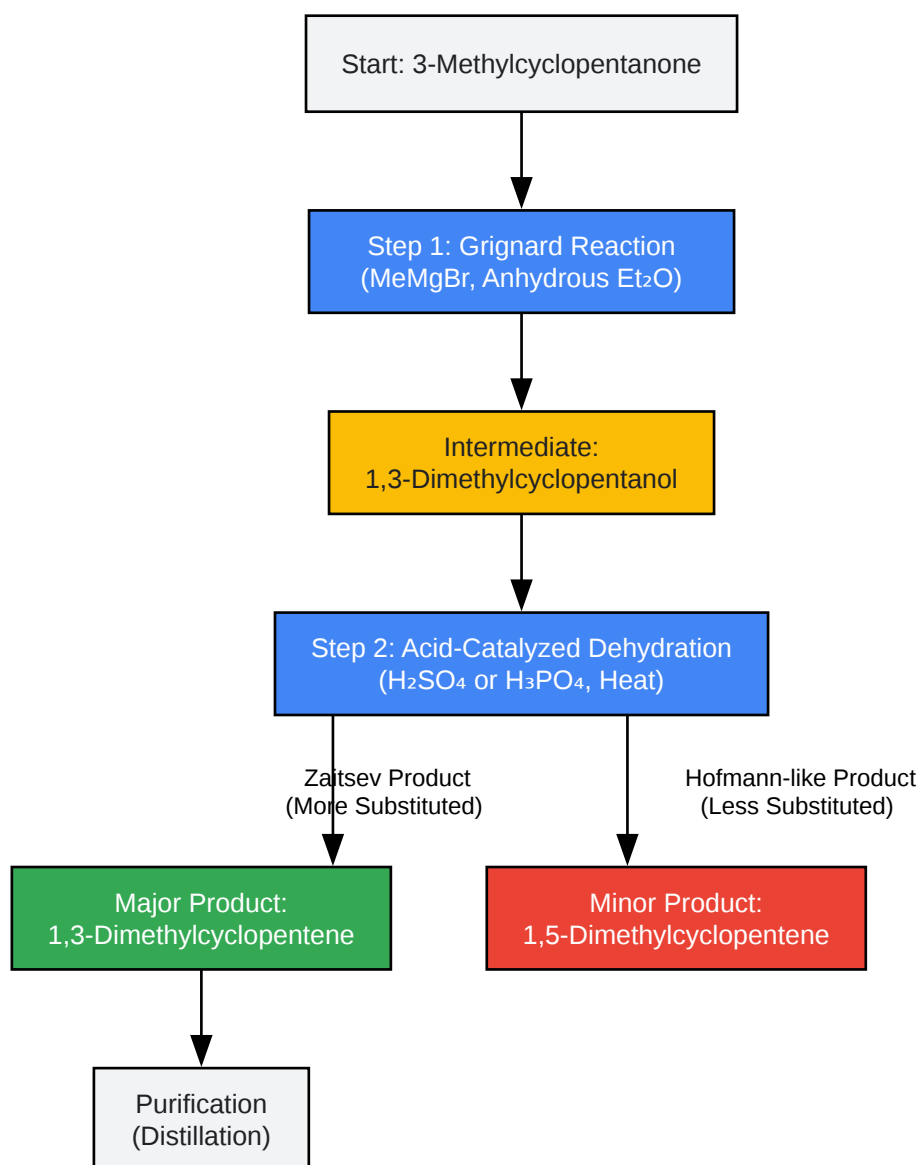 Start: 3-Methylcyclopentanone
Step 1: Grignard Reaction
(MeMgBr, Anhydrous Et₂O)
Intermediate:
1,3-Dimethylcyclopentanol
Step 2: Acid-Catalyzed Dehydration
(H₂SO₄ or H₃PO₄, Heat)
Zaitsev Product
(More Substituted)
Hofmann-like Product
(Less Substituted)
Major Product:
1,3-Dimethylcyclopentene
Minor Product:
1,5-Dimethylcyclopentene
Purification
(Distillation)